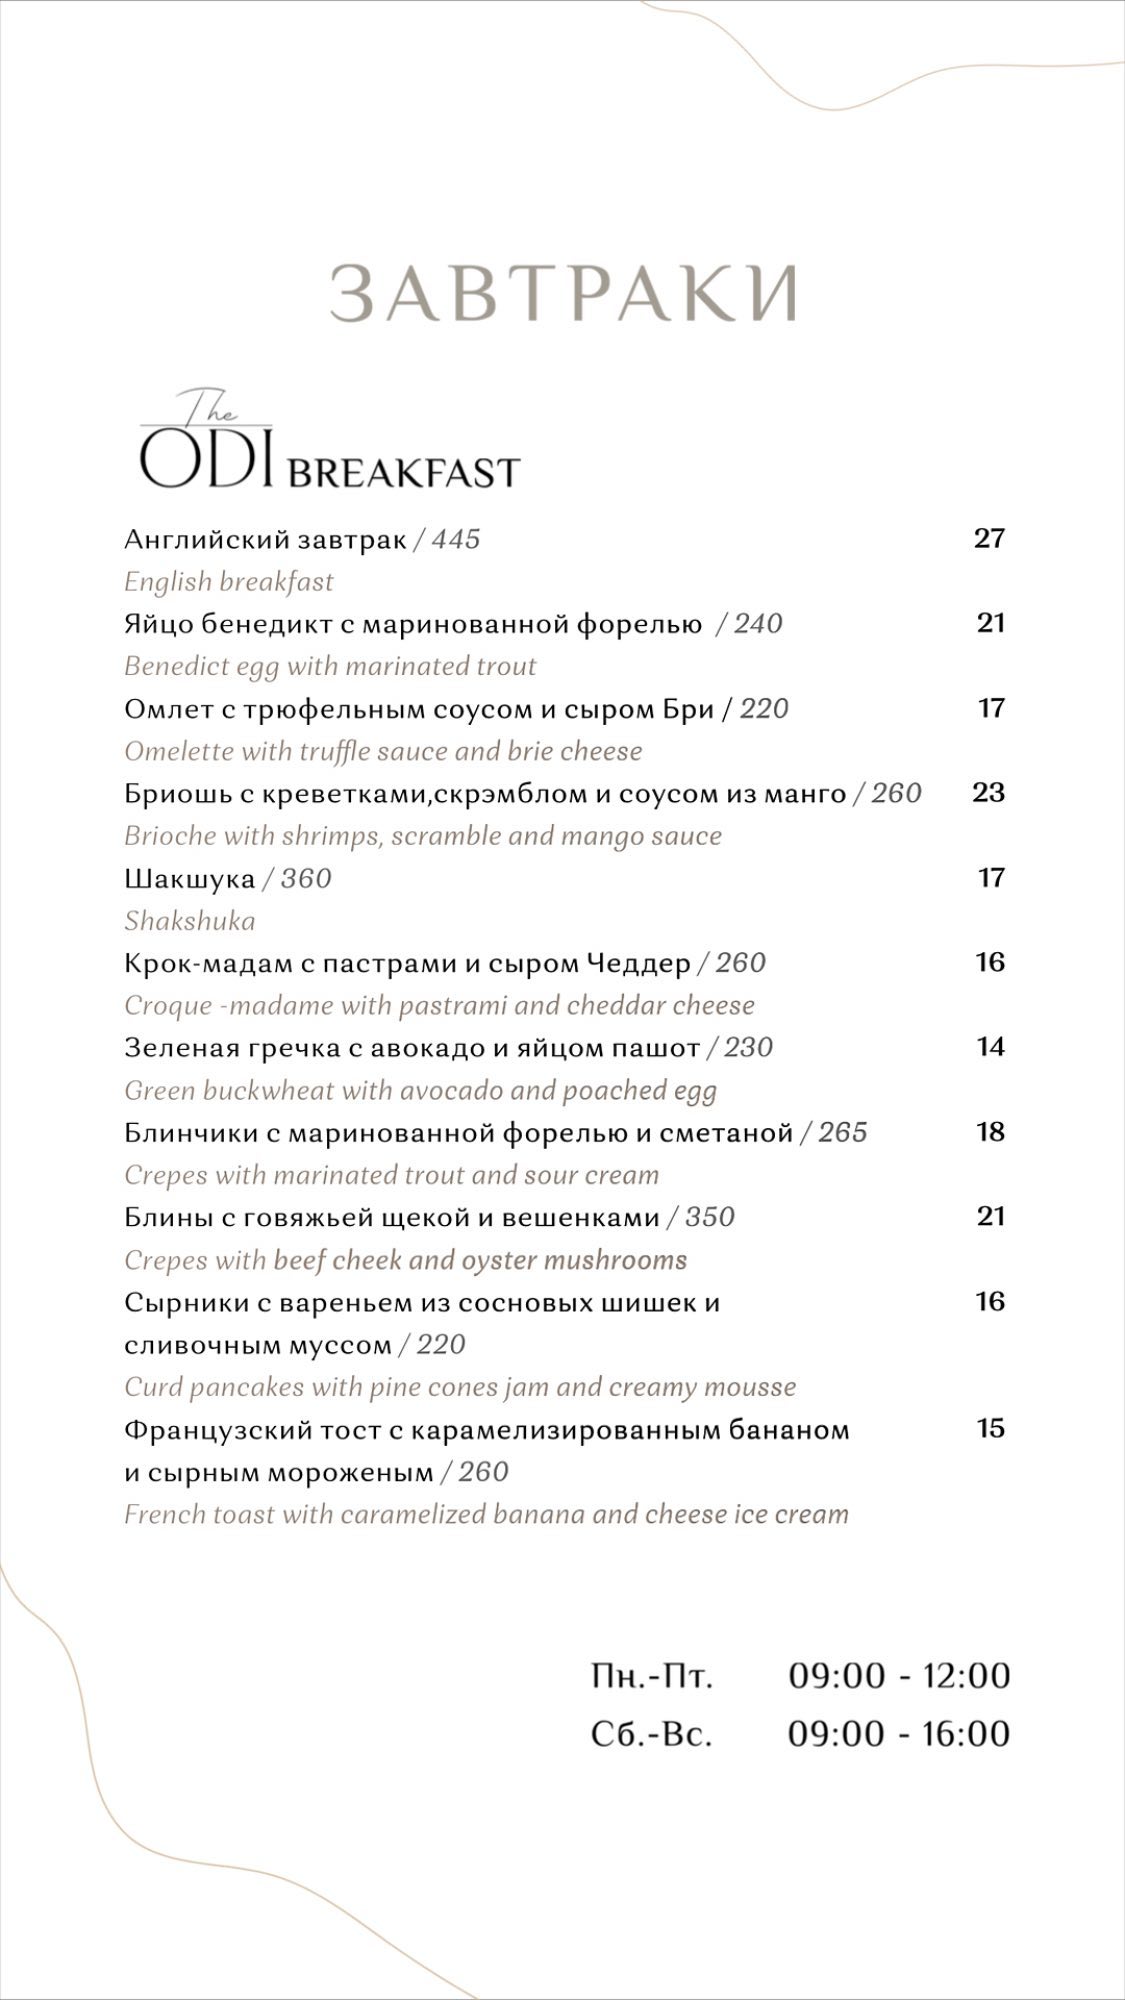 ЗАВТРАКИ
The
ODI BREAKFAST
Английский завтрак / 445 27
English breakfast
Яйцо бенедикт с маринованной форелью / 240 21
Benedict egg with marinated trout
Омлет с трюфельным соусом и сыром Бри / 220 17
Omelette with truffle sauce and brie cheese
Бриошь с креветками,скрэмблом и соусом из манго / 260 23
Brioche with shrimps, scramble and mango sauce
Шакшука / 360 17
Shakshuka
Крок-мадам с пастрами и сыром Чеддер / 260 16
Croque -madame with pastrami and cheddar cheese
Зеленая гречка с авокадо и яйцом пашот / 230 14
Green buckwheat with avocado and poached egg
Блинчики с маринованной форелью и сметаной / 265 18
Crepes with marinated trout and sour cream
Блины с говяжьей щекой и вешенками / 350 21
Crepes with beef cheek and oyster mushrooms
Сырники с вареньем из сосновых шишек и 16
сливочным муссом / 220
Curd pancakes with pine cones jam and creamy mousse
Французский тост с карамелизированным бананом 15
и сырным мороженым / 260
French toast with caramelized banana and cheese ice cream
Пн.-Пт. 09:00 - 12:00
Сб.-Вс. 09:00 - 16:00